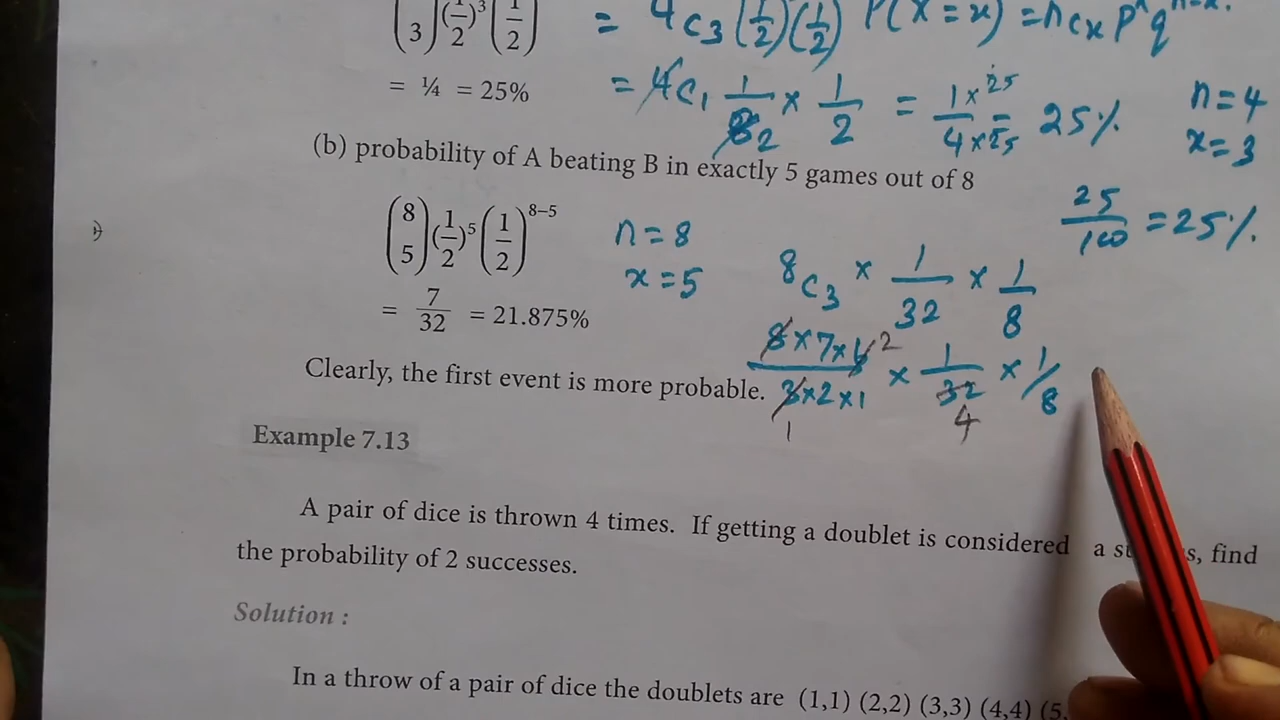 (3) (1/2)³ (1/2) = 4c₃ (1/2)(1/2) P(X=x) = ncx pˣ qⁿ⁻ˣ
= ¼ = 25% = 4c₁ 1/8 2 × 1/2 = 1×25/4×25 25% n=4
x=3
(b) probability of A beating B in exactly 5 games out of 8
25/100 = 25%
(8 5) (1/2)⁵ (1/2)⁸⁻⁵ n=8
x=5 8c₃ × 1/32 × 1/8
= 7/32 = 21.875%
8×7×6 2/3×2×1 1 × 1/32 4 × 1/8
Clearly, the first event is more probable.
Example 7.13
A pair of dice is thrown 4 times. If getting a doublet is considered a
find
the probability of 2 successes.
Solution :
In a throw of a pair of dice the doublets are (1,1) (2,2) (3,3) (4,4) (5,